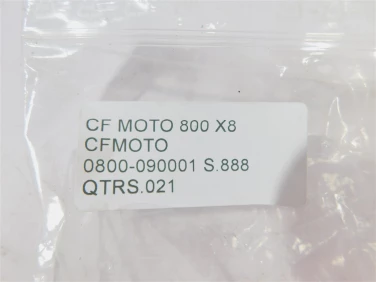 CF MOTO 800 X8
CFMOTO
0800-090001 S.888
QTRS.021